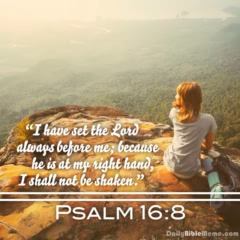 “I have set the Lord
always before me; because
he is at my right hand,
I shall not be shaken.”
Psalm 16:8
DailyBibleMeme.com